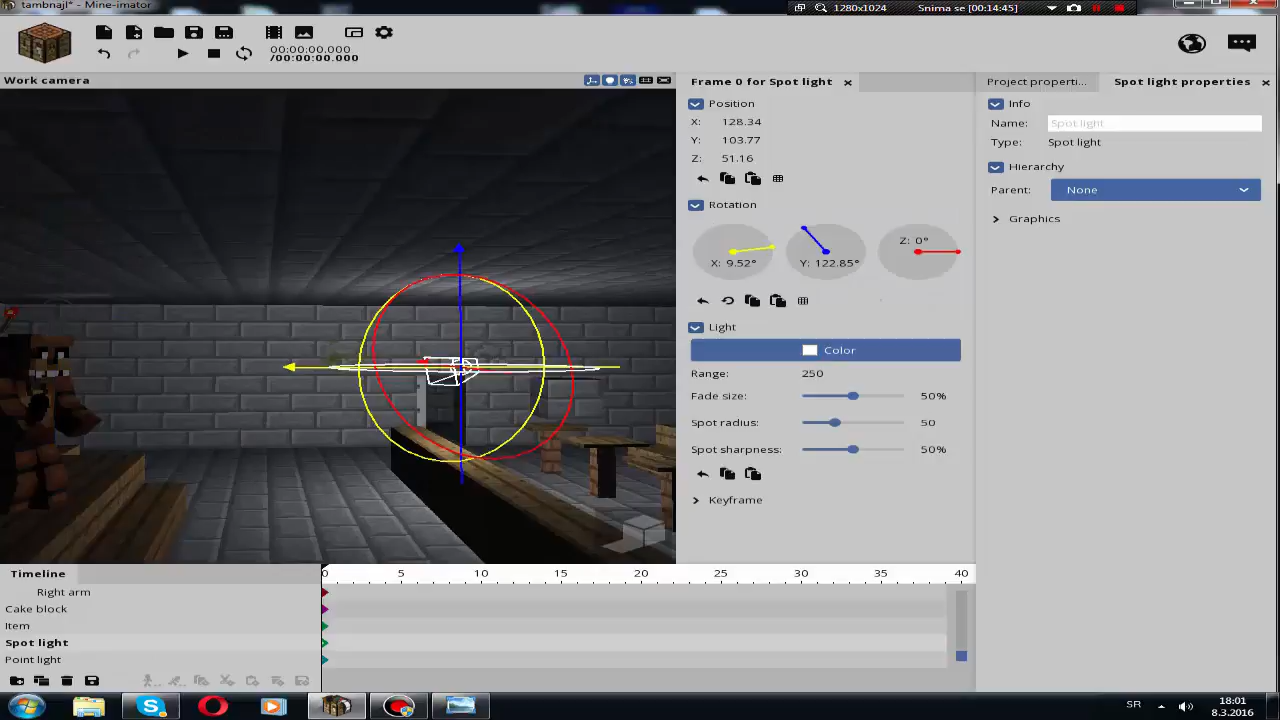 tambnajl* - Mine-imator
1280x1024
Snima se [00:14:45]
00:00:00.000
/00:00:00.000
Work camera
Frame 0 for Spot light
Position
X: 128.34
Y: 103.77
Z: 51.16
Rotation
X: 9.52°
Y: 122.85°
Z: 0°
Light
Color
Range: 250
Fade size: 50%
Spot radius: 50
Spot sharpness: 50%
Keyframe
Project properti...
Spot light properties
Info
Name: Spot light
Type: Spot light
Hierarchy
Parent: None
Graphics
Timeline
0 5 10 15 20 25 30 35 40
Right arm
Cake block
Item
Spot light
Point light
SR
18:01
8.3.2016